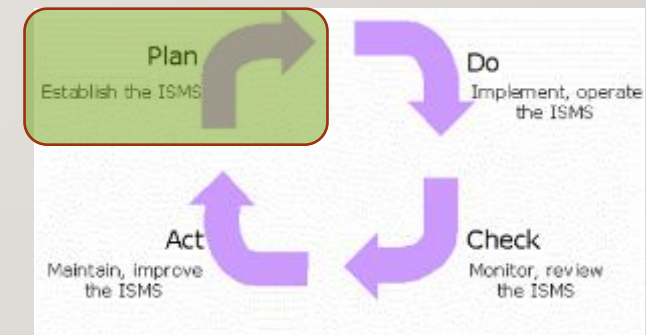 Plan
Establish the ISMS
Do
Implement, operate
the ISMS
Act
Maintain, improve
the ISMS
Check
Monitor, review
the ISMS